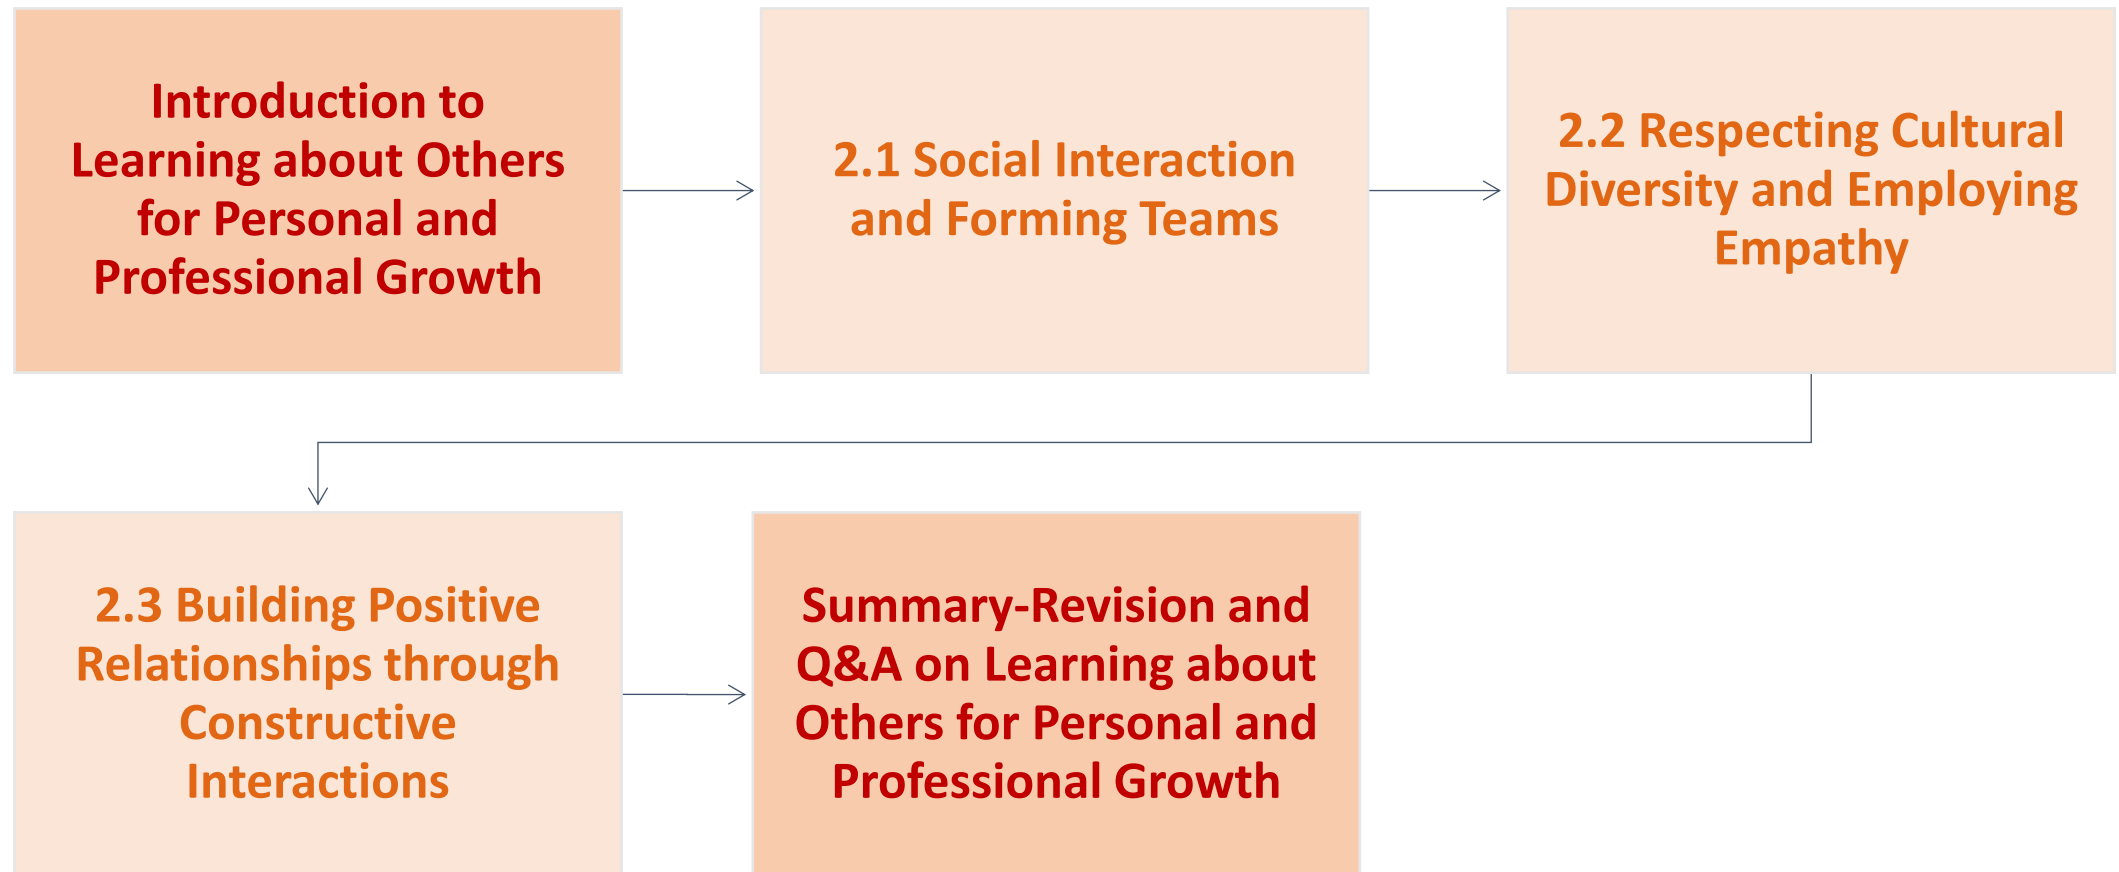 Introduction to
Learning about Others
for Personal and
Professional Growth
2.1 Social Interaction
and Forming Teams
2.2 Respecting Cultural
Diversity and Employing
Empathy
2.3 Building Positive
Relationships through
Constructive
Interactions
Summary-Revision and
Q&A on Learning about
Others for Personal and
Professional Growth